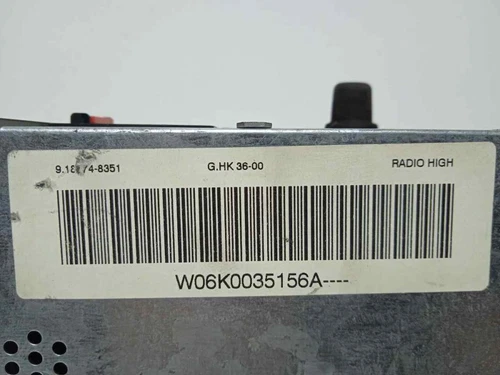 G.HK 36-00 RADIO HIGH
W06K0035156A----